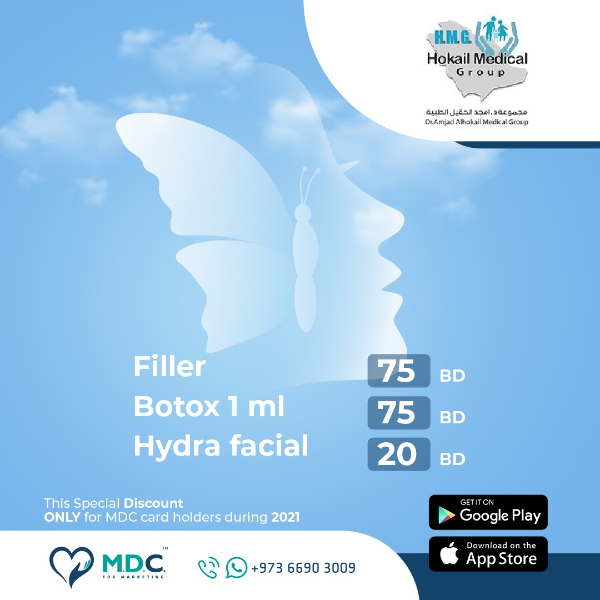 H.M.G.
Hokail Medical
Group
مجموعة د. امجد الحقيل الطبية
Dr.Amjad Alhokail Medical Group
Filler 75 BD
Botox 1 ml 75 BD
Hydra facial 20 BD
This Special Discount
ONLY for MDC card holders during 2021
GET IT ON
Google Play
Download on the
App Store
M.D.C.™
FOR MARKETING
+973 6690 3009